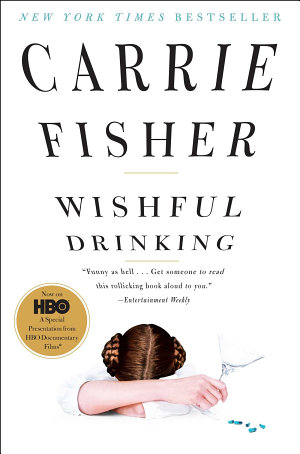 NEW YORK TIMES BESTSELLER
CARRIE
FISHER
WISHFUL
DRINKING
“Funny as hell . . . Get someone to read
this rollicking book aloud to you.”
—Entertainment Weekly
Now on
HBO
A Special
Presentation from
HBO Documentary
Films®